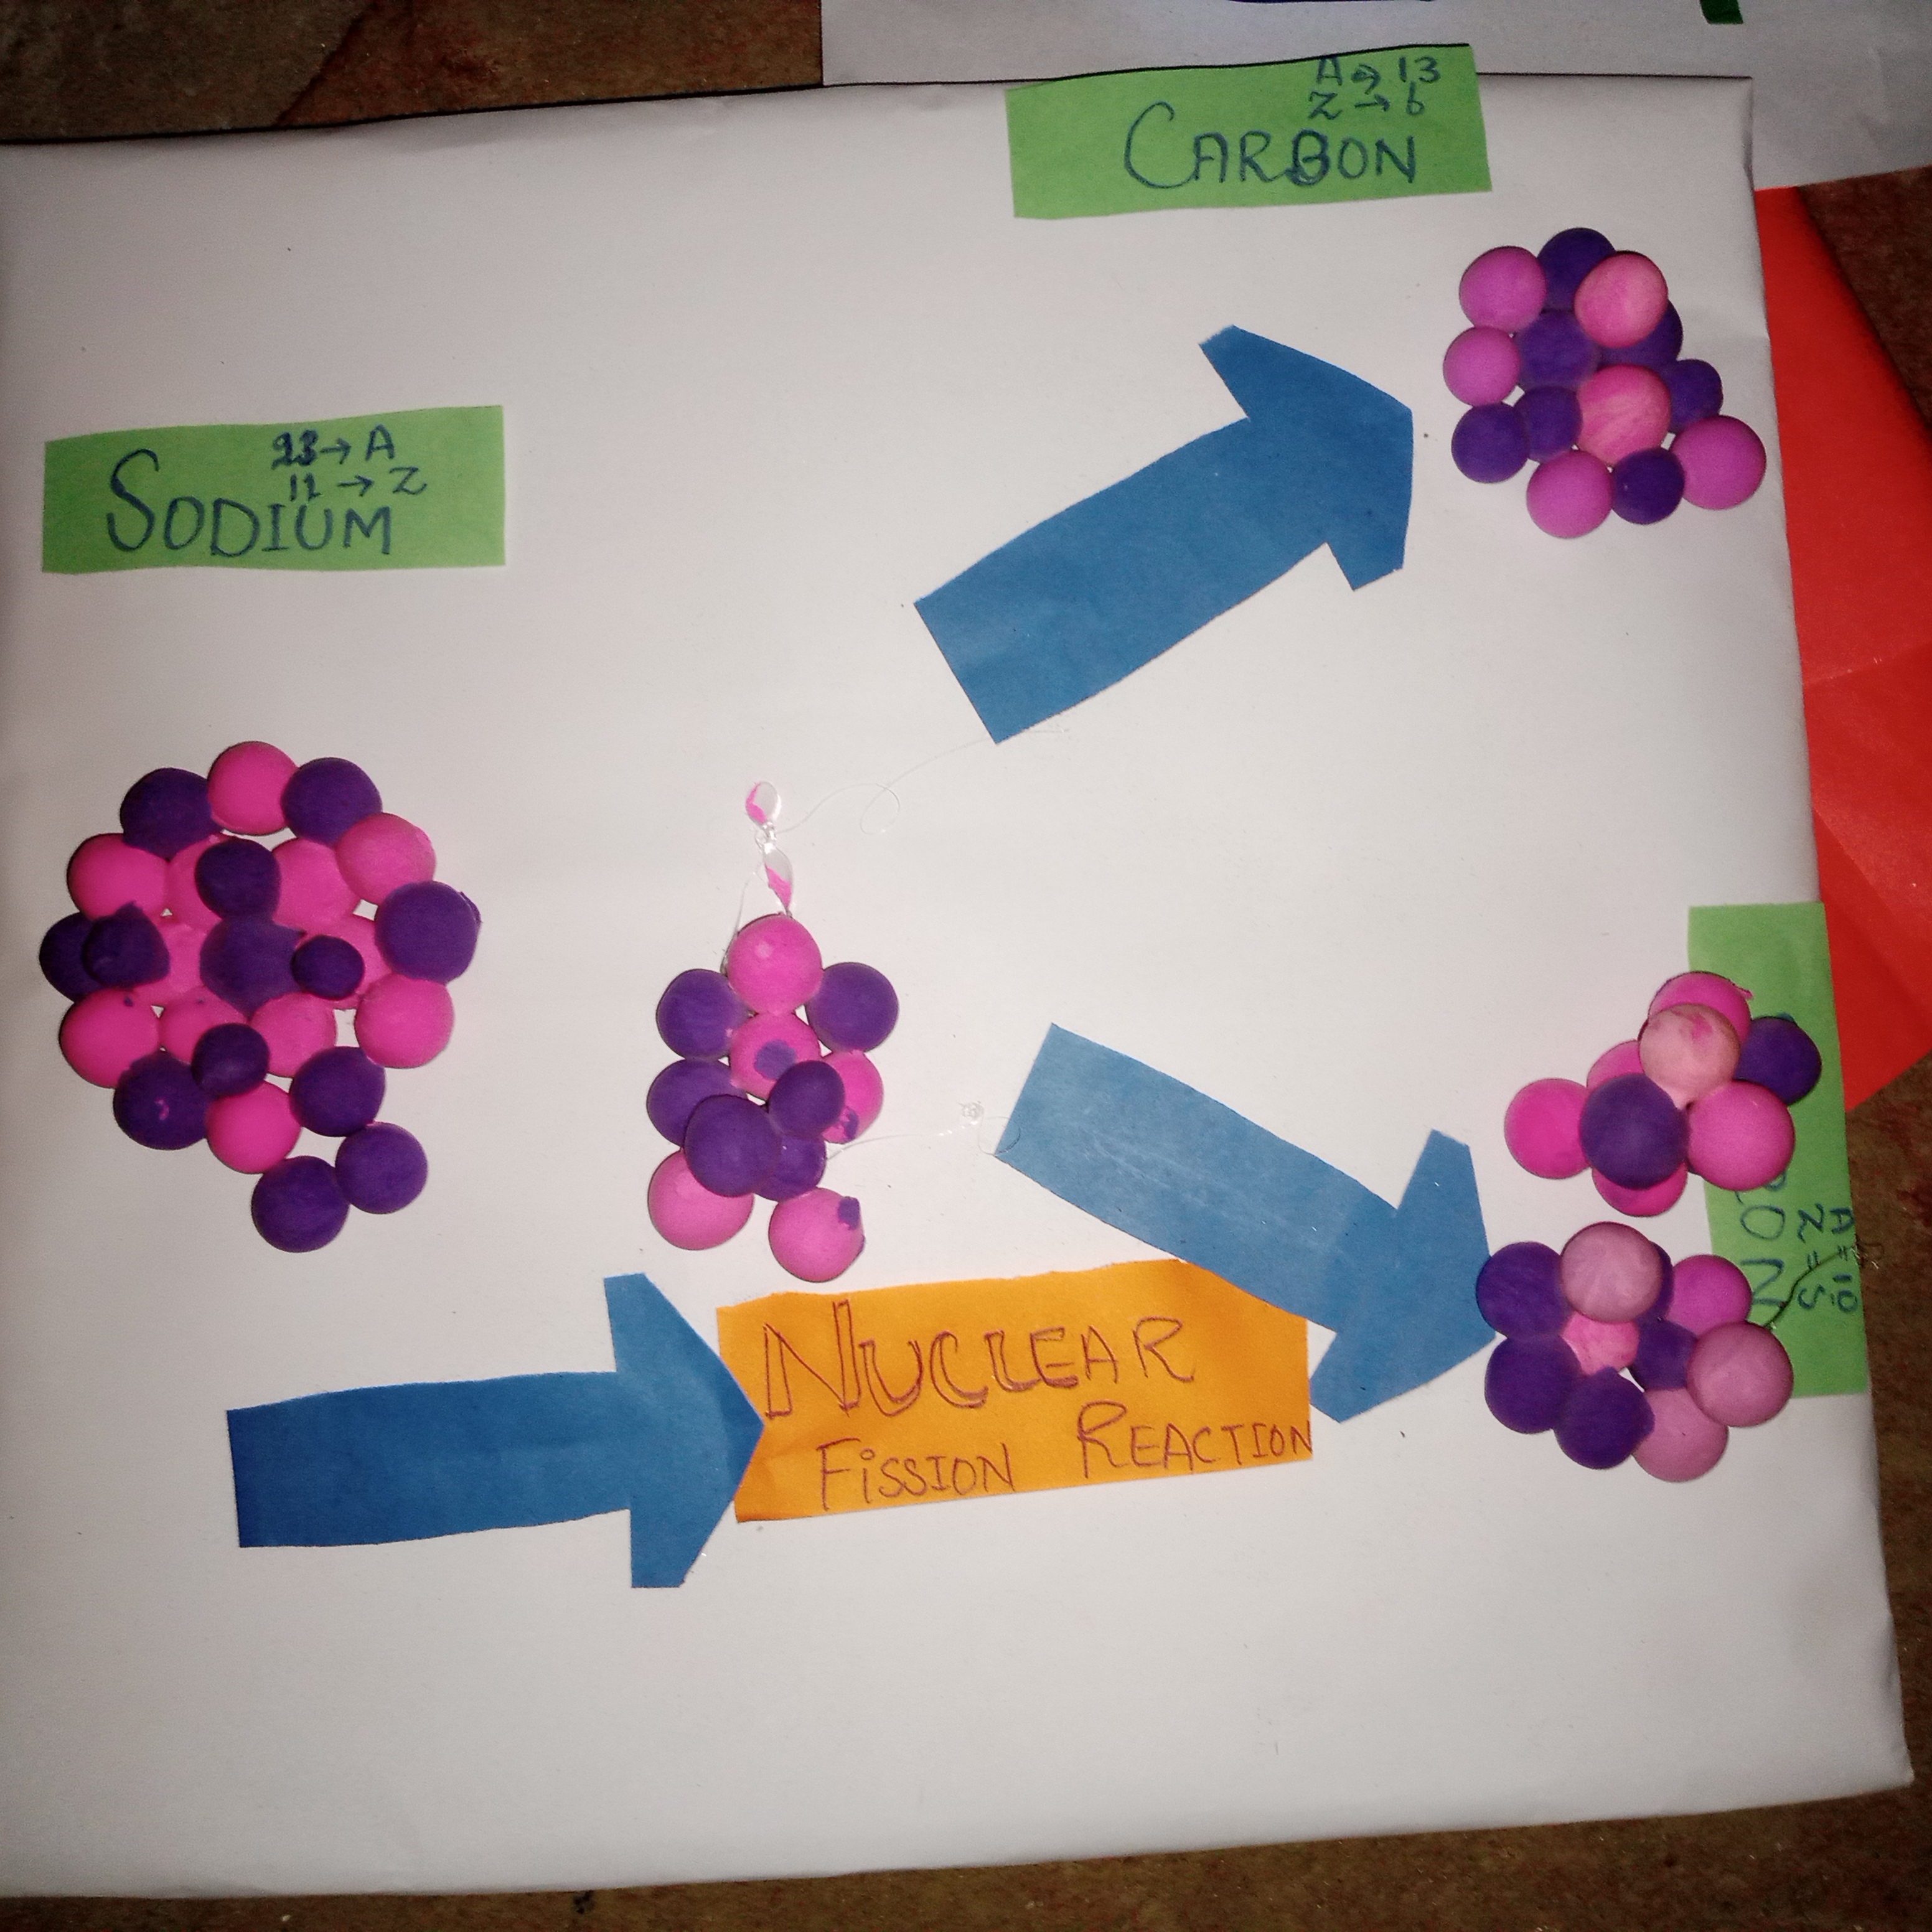 A → 13
Z → 6
CARBON
23 → A
11 → Z
SODIUM
A = 10
Z = 5
NUCLEAR
FISSION REACTION